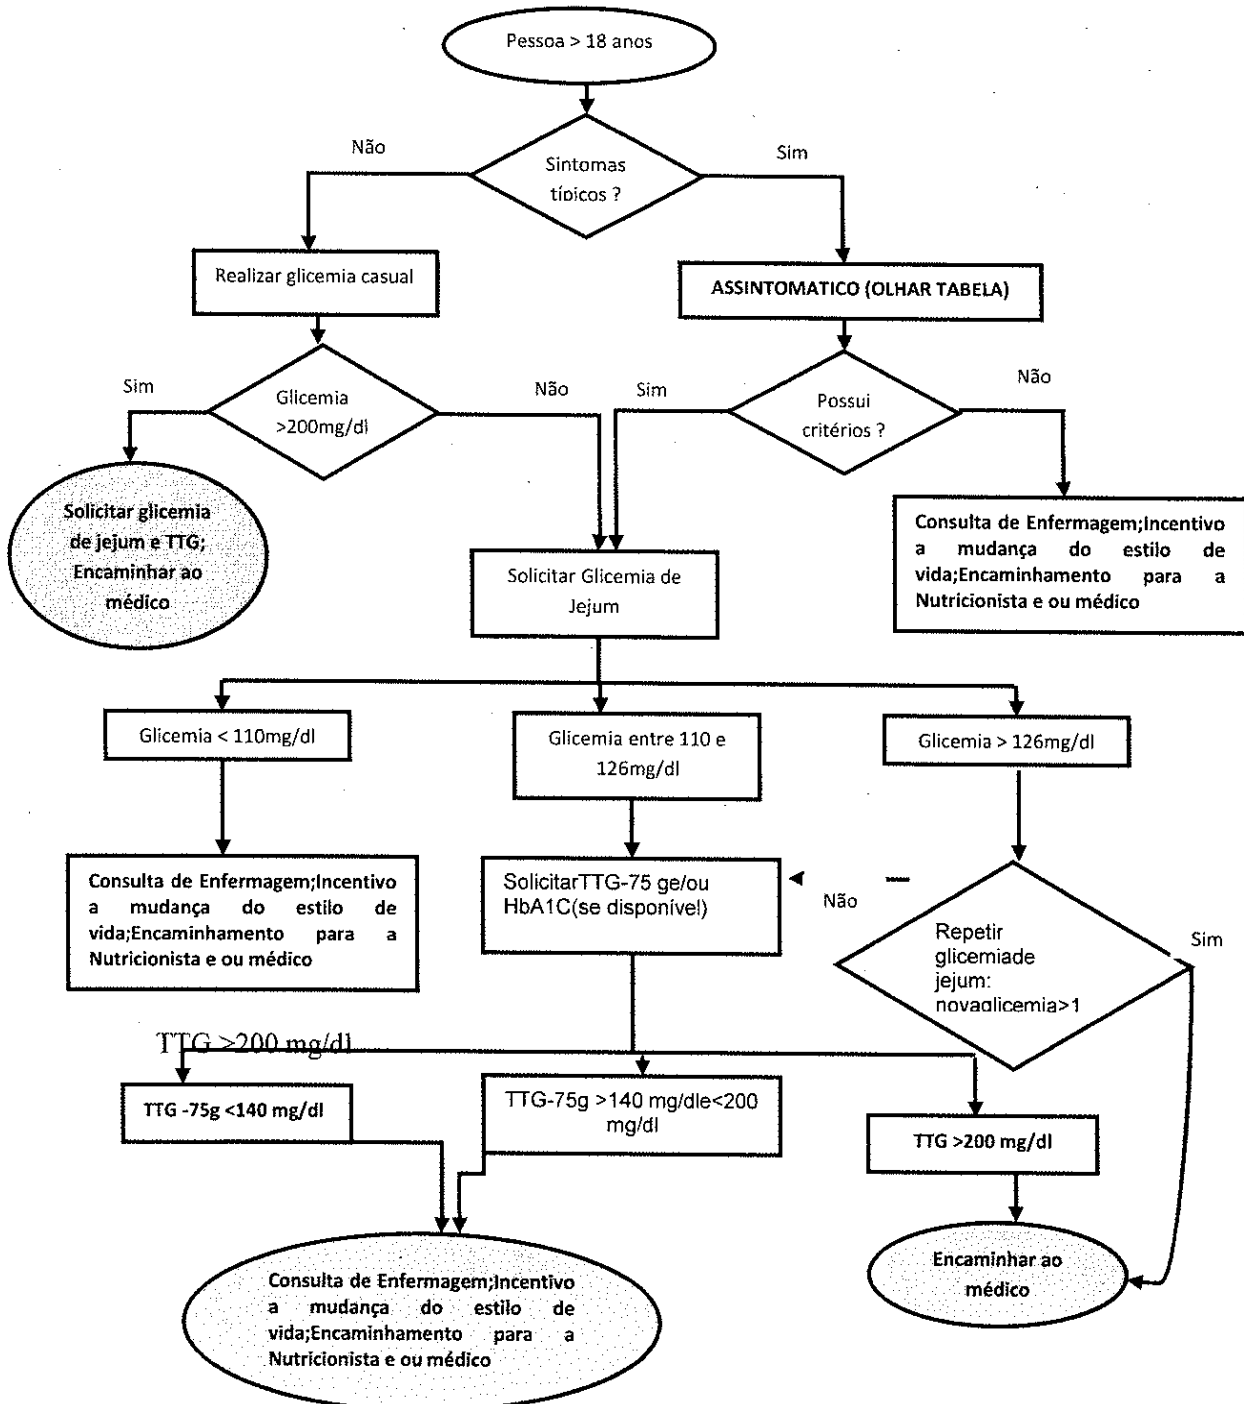 Pessoa > 18 anos
Não
Sim
Sintomas
típicos ?
Realizar glicemia casual
ASSINTOMATICO (OLHAR TABELA)
Sim
Glicemia
>200mg/dl
Não
Sim
Possui
critérios ?
Não
Solicitar glicemia
de jejum e TTG;
Encaminhar ao
médico
Solicitar Glicemia de
Jejum
Consulta de Enfermagem;Incentivo
a mudança do estilo de
vida;Encaminhamento para a
Nutricionista e ou médico
Glicemia < 110mg/dl
Glicemia entre 110 e
126mg/dl
Glicemia > 126mg/dl
Consulta de Enfermagem;Incentivo
a mudança do estilo de
vida;Encaminhamento para a
Nutricionista e ou médico
SolicitarTTG-75 ge/ou
HbA1C(se disponível)
Não
Repetir
glicemiade
jejum:
novaglicemia>1
Sim
TTG >200 mg/dl
TTG -75g <140 mg/dl
TTG-75g >140 mg/dle<200
mg/dl
TTG >200 mg/dl
Consulta de Enfermagem;Incentivo
a mudança do estilo de
vida;Encaminhamento para a
Nutricionista e ou médico
Encaminhar ao
médico